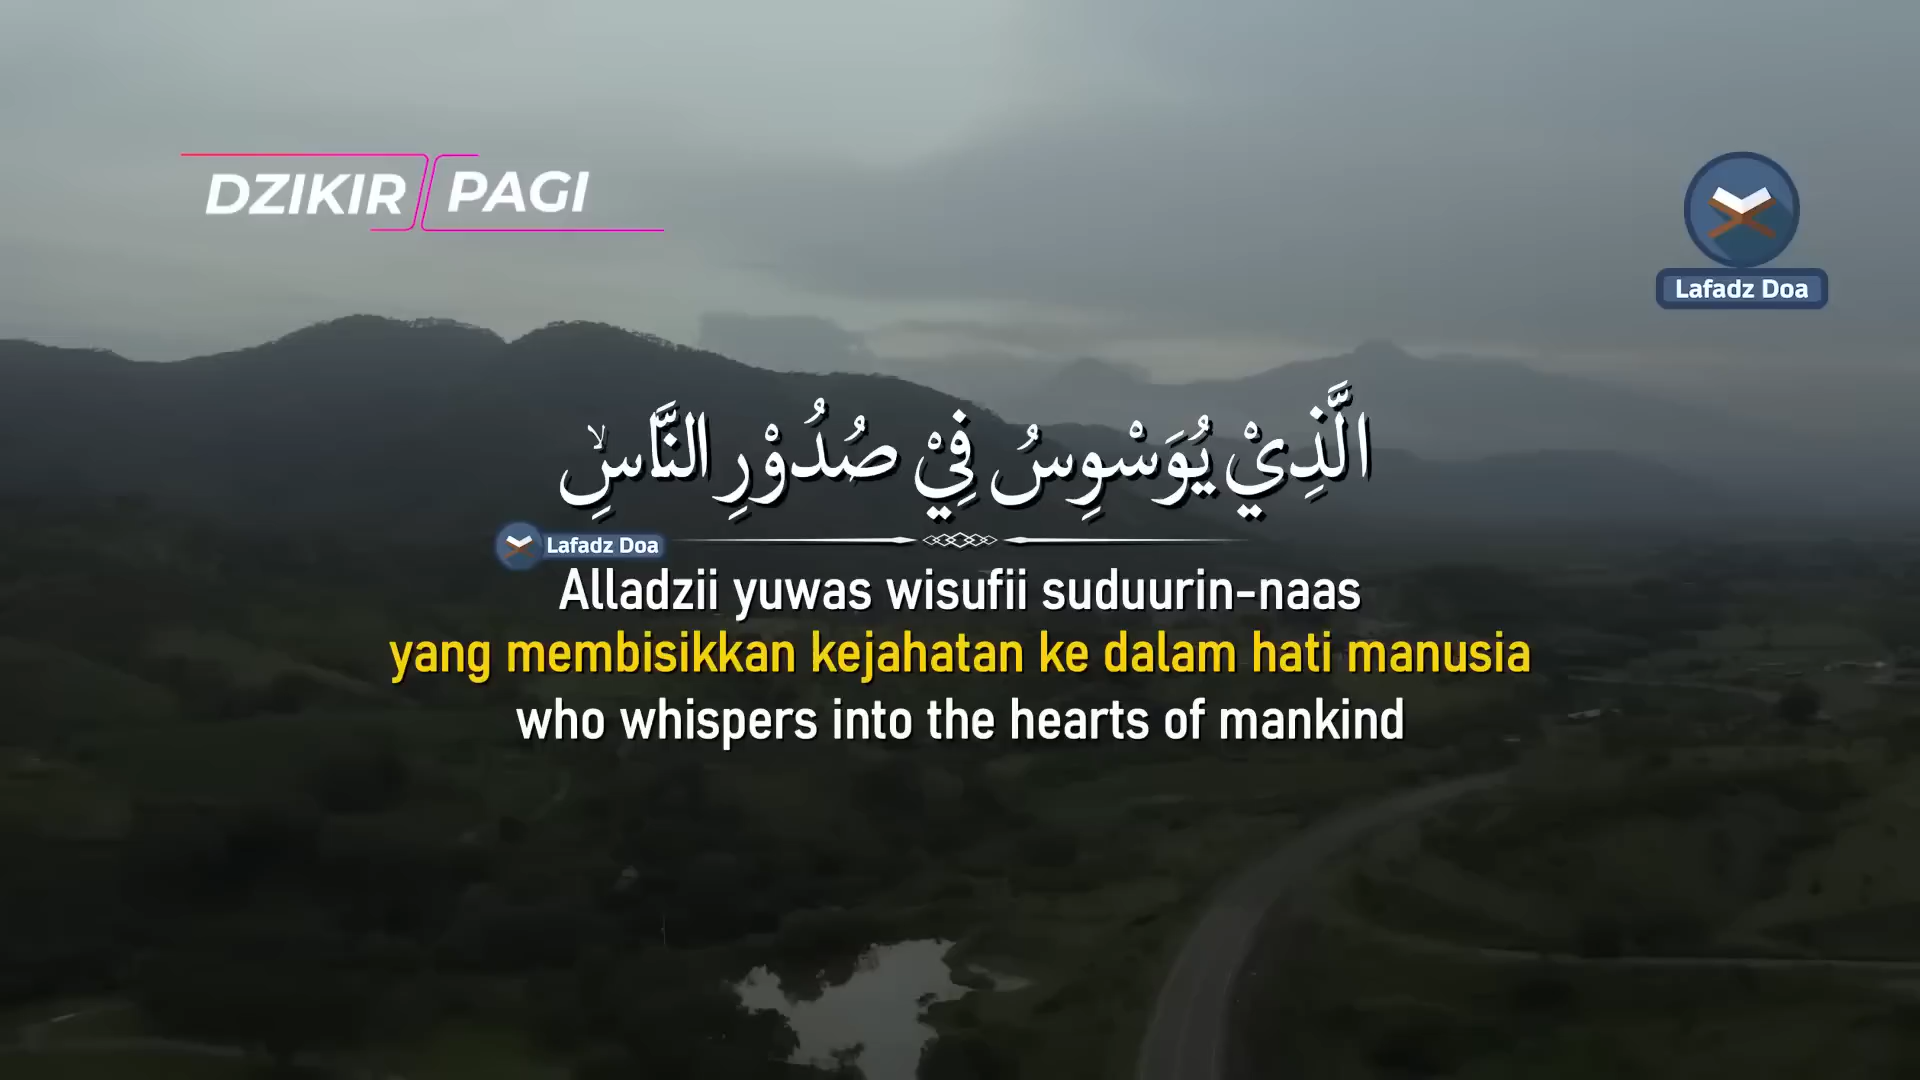 DZIKIR PAGI
Lafadz Doa
الَّذِيْ يُوَسْوِسُ فِيْ صُدُوْرِ النَّاسِۙ
Lafadz Doa
Alladzii yuwas wisufii suduurin-naas
yang membisikkan kejahatan ke dalam hati manusia
who whispers into the hearts of mankind